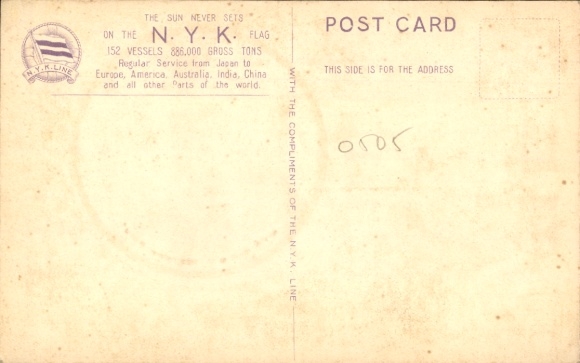 THE SUN NEVER SETS
ON THE N. Y. K. FLAG
152 VESSELS 886,000 GROSS TONS
Regular Service from Japan to
Europe, America, Australia, India, China
and all other Parts of the world.
N.Y.K. LINE
WITH THE COMPLIMENTS OF THE N.Y.K. LINE
POST CARD
THIS SIDE IS FOR THE ADDRESS
0505